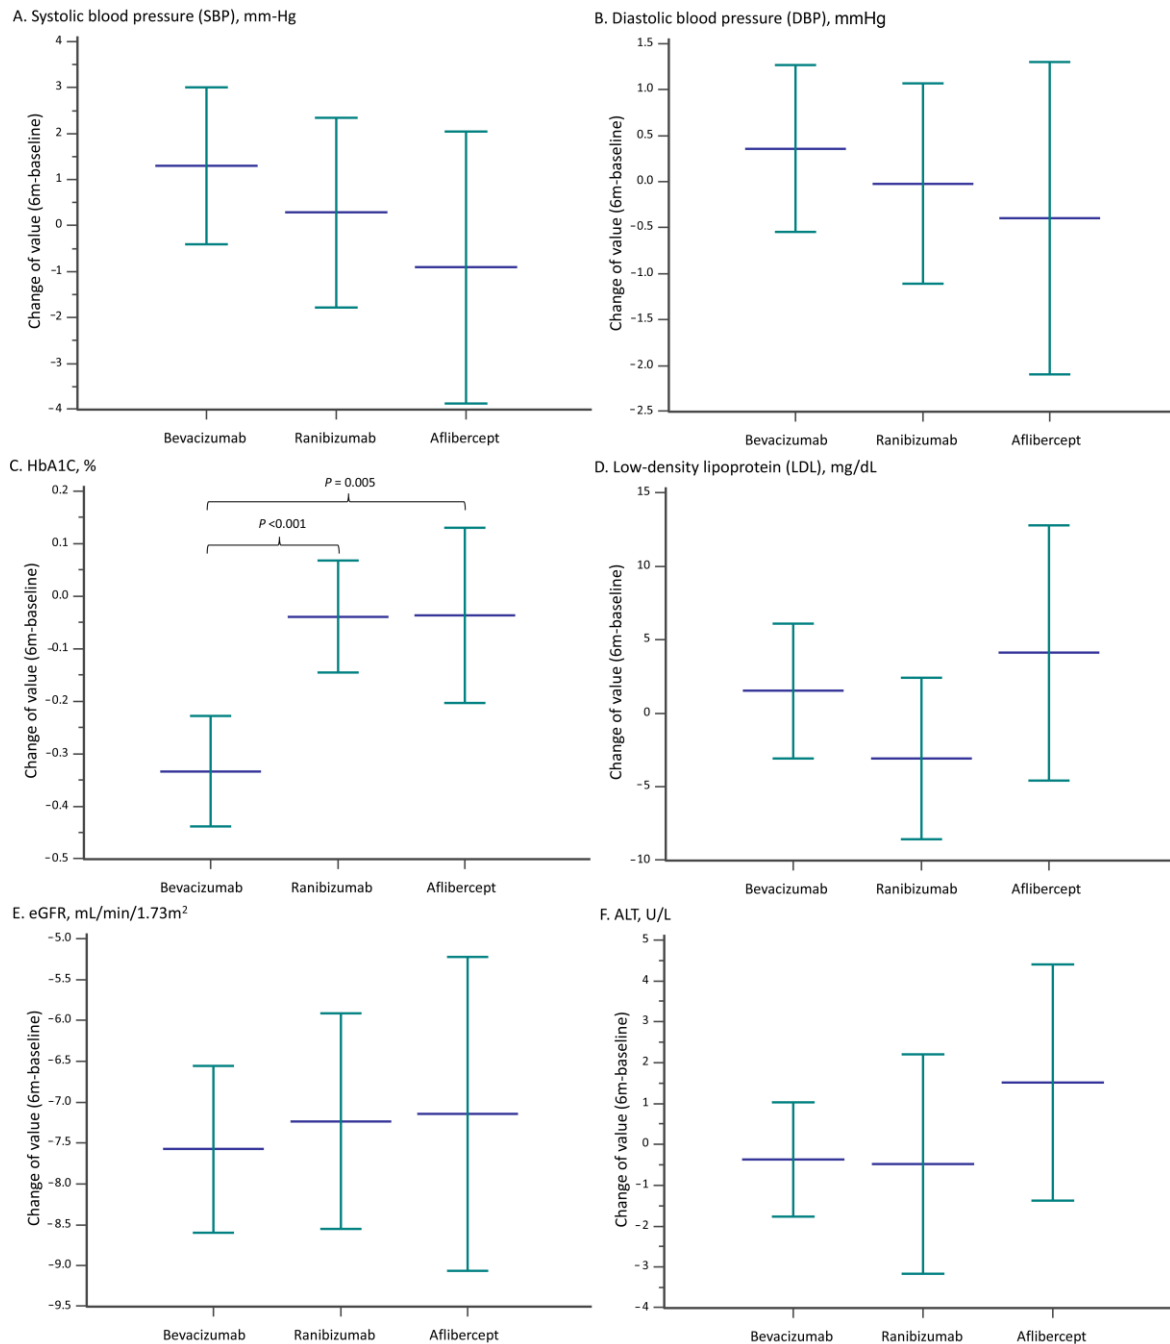 A. Systolic blood pressure (SBP), mm-Hg
Change of value (6m-baseline)
4
3
2
1
0
−1
−2
−3
−4
Bevacizumab
Ranibizumab
Aflibercept
B. Diastolic blood pressure (DBP), mmHg
Change of value (6m-baseline)
1.5
1.0
0.5
0.0
−0.5
−1.0
−1.5
−2.0
−2.5
Bevacizumab
Ranibizumab
Aflibercept
C. HbA1C, %
Change of value (6m-baseline)
0.2
0.1
0.0
−0.1
−0.2
−0.3
−0.4
−0.5
P = 0.005
P <0.001
Bevacizumab
Ranibizumab
Aflibercept
D. Low-density lipoprotein (LDL), mg/dL
Change of value (6m-baseline)
15
10
5
0
−5
−10
Bevacizumab
Ranibizumab
Aflibercept
E. eGFR, mL/min/1.73m²
Change of value (6m-baseline)
−5.0
−5.5
−6.0
−6.5
−7.0
−7.5
−8.0
−8.5
−9.0
−9.5
Bevacizumab
Ranibizumab
Aflibercept
F. ALT, U/L
Change of value (6m-baseline)
5
4
3
2
1
0
−1
−2
−3
−4
Bevacizumab
Ranibizumab
Aflibercept